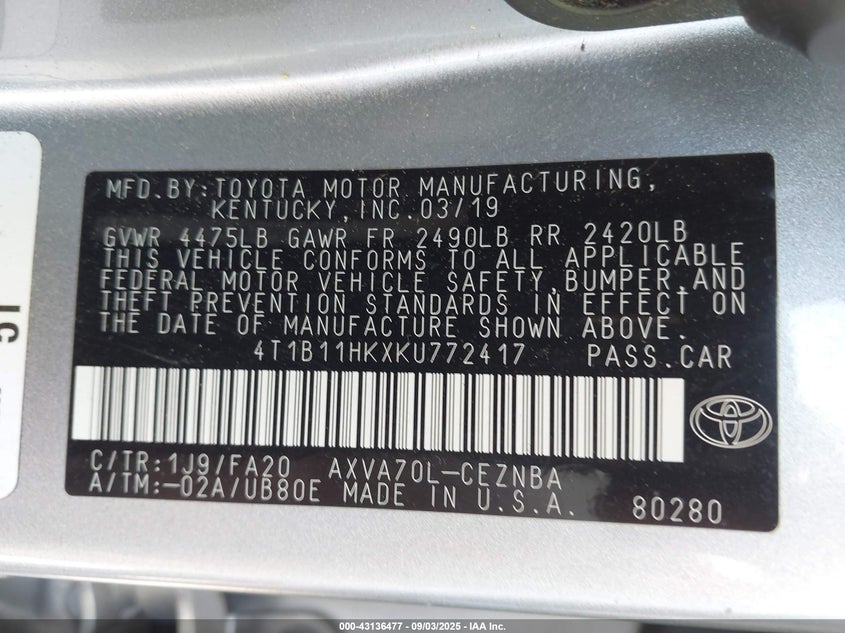 MFD.BY:TOYOTA MOTOR MANUFACTURING,
KENTUCKY,INC.03/19
GVWR 4475LB GAWR FR 2490LB RR 2420LB
THIS VEHICLE CONFORMS TO ALL APPLICABLE
FEDERAL MOTOR VEHICLE SAFETY,BUMPER,AND
THEFT PREVENTION STANDARDS IN EFFECT ON
THE DATE OF MANUFACTURE SHOWN ABOVE.
4T1B11HKXKU772417 PASS.CAR
C/TR:1J9/FA20 AXVA70L-CEZNBA
A/TM:-02A/UB80E MADE IN U.S.A. 80280
000-43136477 - 09/03/2025 - IAA Inc.